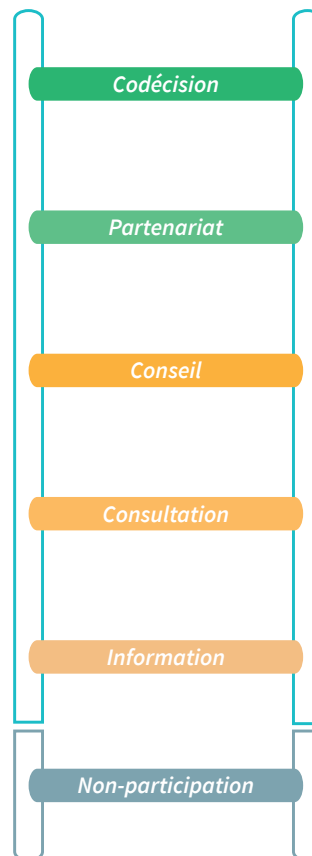 Codécision
Partenariat
Conseil
Consultation
Information
Non-participation